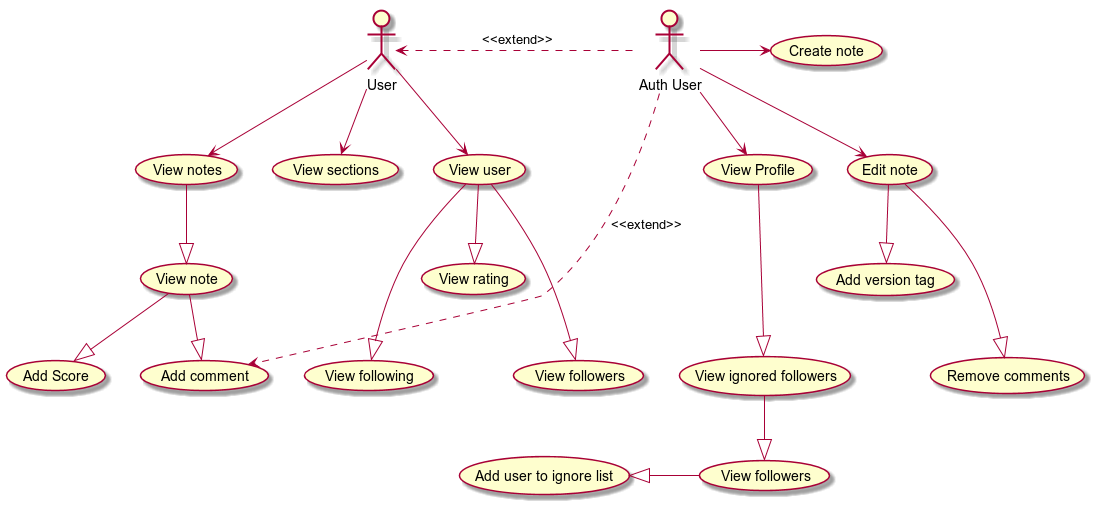 <<extend>>
Create note
User
Auth User
View notes
View sections
View user
View Profile
Edit note
<<extend>>
View note
View rating
Add version tag
Add Score
Add comment
View following
View followers
View ignored followers
Remove comments
Add user to ignore list
View followers